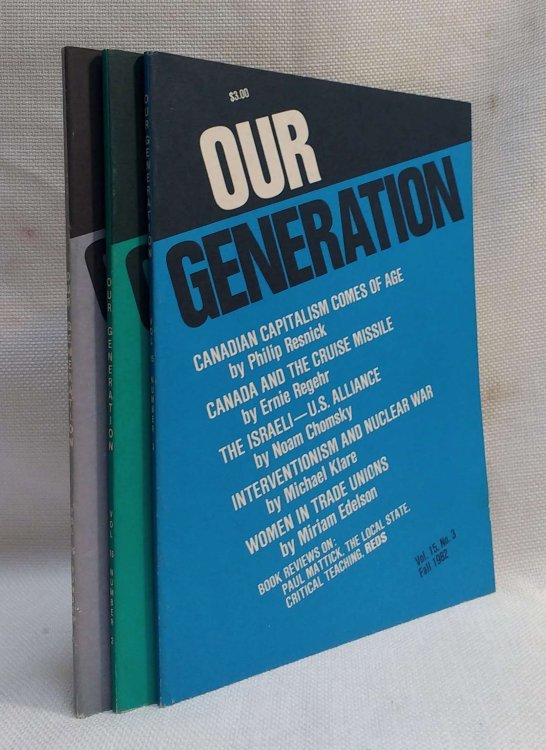 $3.00
OUR
GENERATION
CANADIAN CAPITALISM COMES OF AGE
by Philip Resnick
CANADA AND THE CRUISE MISSILE
by Ernie Regehr
THE ISRAELI—U.S. ALLIANCE
by Noam Chomsky
INTERVENTIONISM AND NUCLEAR WAR
by Michael Klare
WOMEN IN TRADE UNIONS
by Miriam Edelson
BOOK REVIEWS ON:
PAUL MATTICK. THE LOCAL STATE.
CRITICAL TEACHING. REDS
Vol. 15, No. 3
Fall 1982
OUR GENERATION
OUR GENERATION VOL